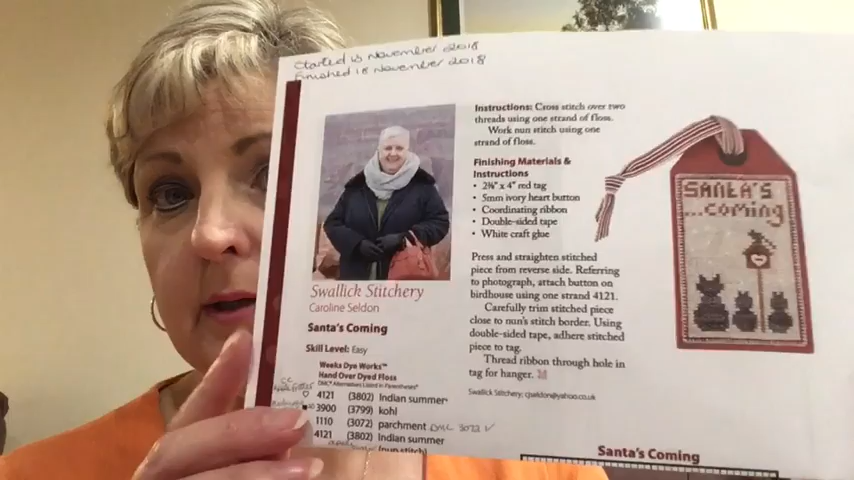 Started 13 November 2018
Finished 18 November 2018
Instructions: Cross stitch over two
threads using one strand of floss.
Work nun stitch using one
strand of floss.
Finishing Materials &
Instructions
• 2⅜" x 4" red tag
• 5mm ivory heart button
• Coordinating ribbon
• Double-sided tape
• White craft glue
Press and straighten stitched
piece from reverse side. Referring
to photograph, attach button on
birdhouse using one strand 4121.
Carefully trim stitched piece
close to nun's stitch border. Using
double-sided tape, adhere stitched
piece to tag.
Thread ribbon through hole in
tag for hanger.
Swallick Stitchery; cjseldon@yahoo.co.uk
SANTA'S
...coming
Swallick Stitchery
Caroline Seldon
Santa's Coming
Skill Level: Easy
Weeks Dye Works™
Hand Over Dyed Floss
DMC® Alternatives Listed in Parentheses*
4121 (3802) Indian summer
3900 (3799) kohl
1110 (3072) parchment DMC 3072 ✓
4121 (3802) Indian summer
(nun stitch)
Santa's Coming